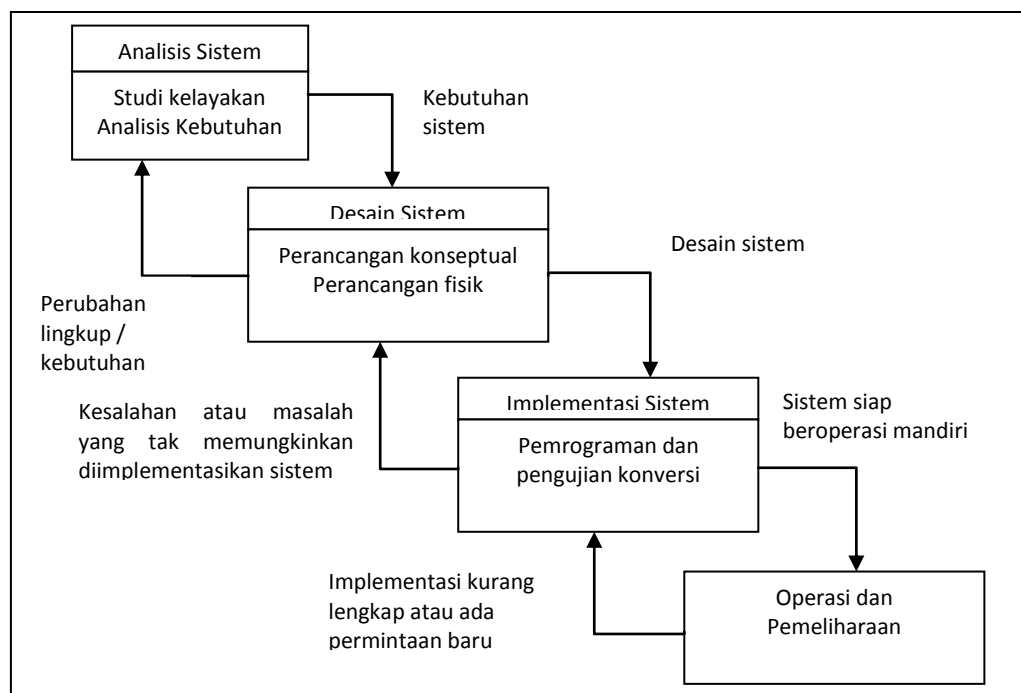 Analisis Sistem
Studi kelayakan
Analisis Kebutuhan
Kebutuhan
sistem
Desain Sistem
Perancangan konseptual
Perancangan fisik
Desain sistem
Perubahan
lingkup /
kebutuhan
Kesalahan atau masalah
yang tak memungkinkan
diimplementasikan sistem
Implementasi Sistem
Pemrograman dan
pengujian konversi
Sistem siap
beroperasi mandiri
Implementasi kurang
lengkap atau ada
permintaan baru
Operasi dan
Pemeliharaan